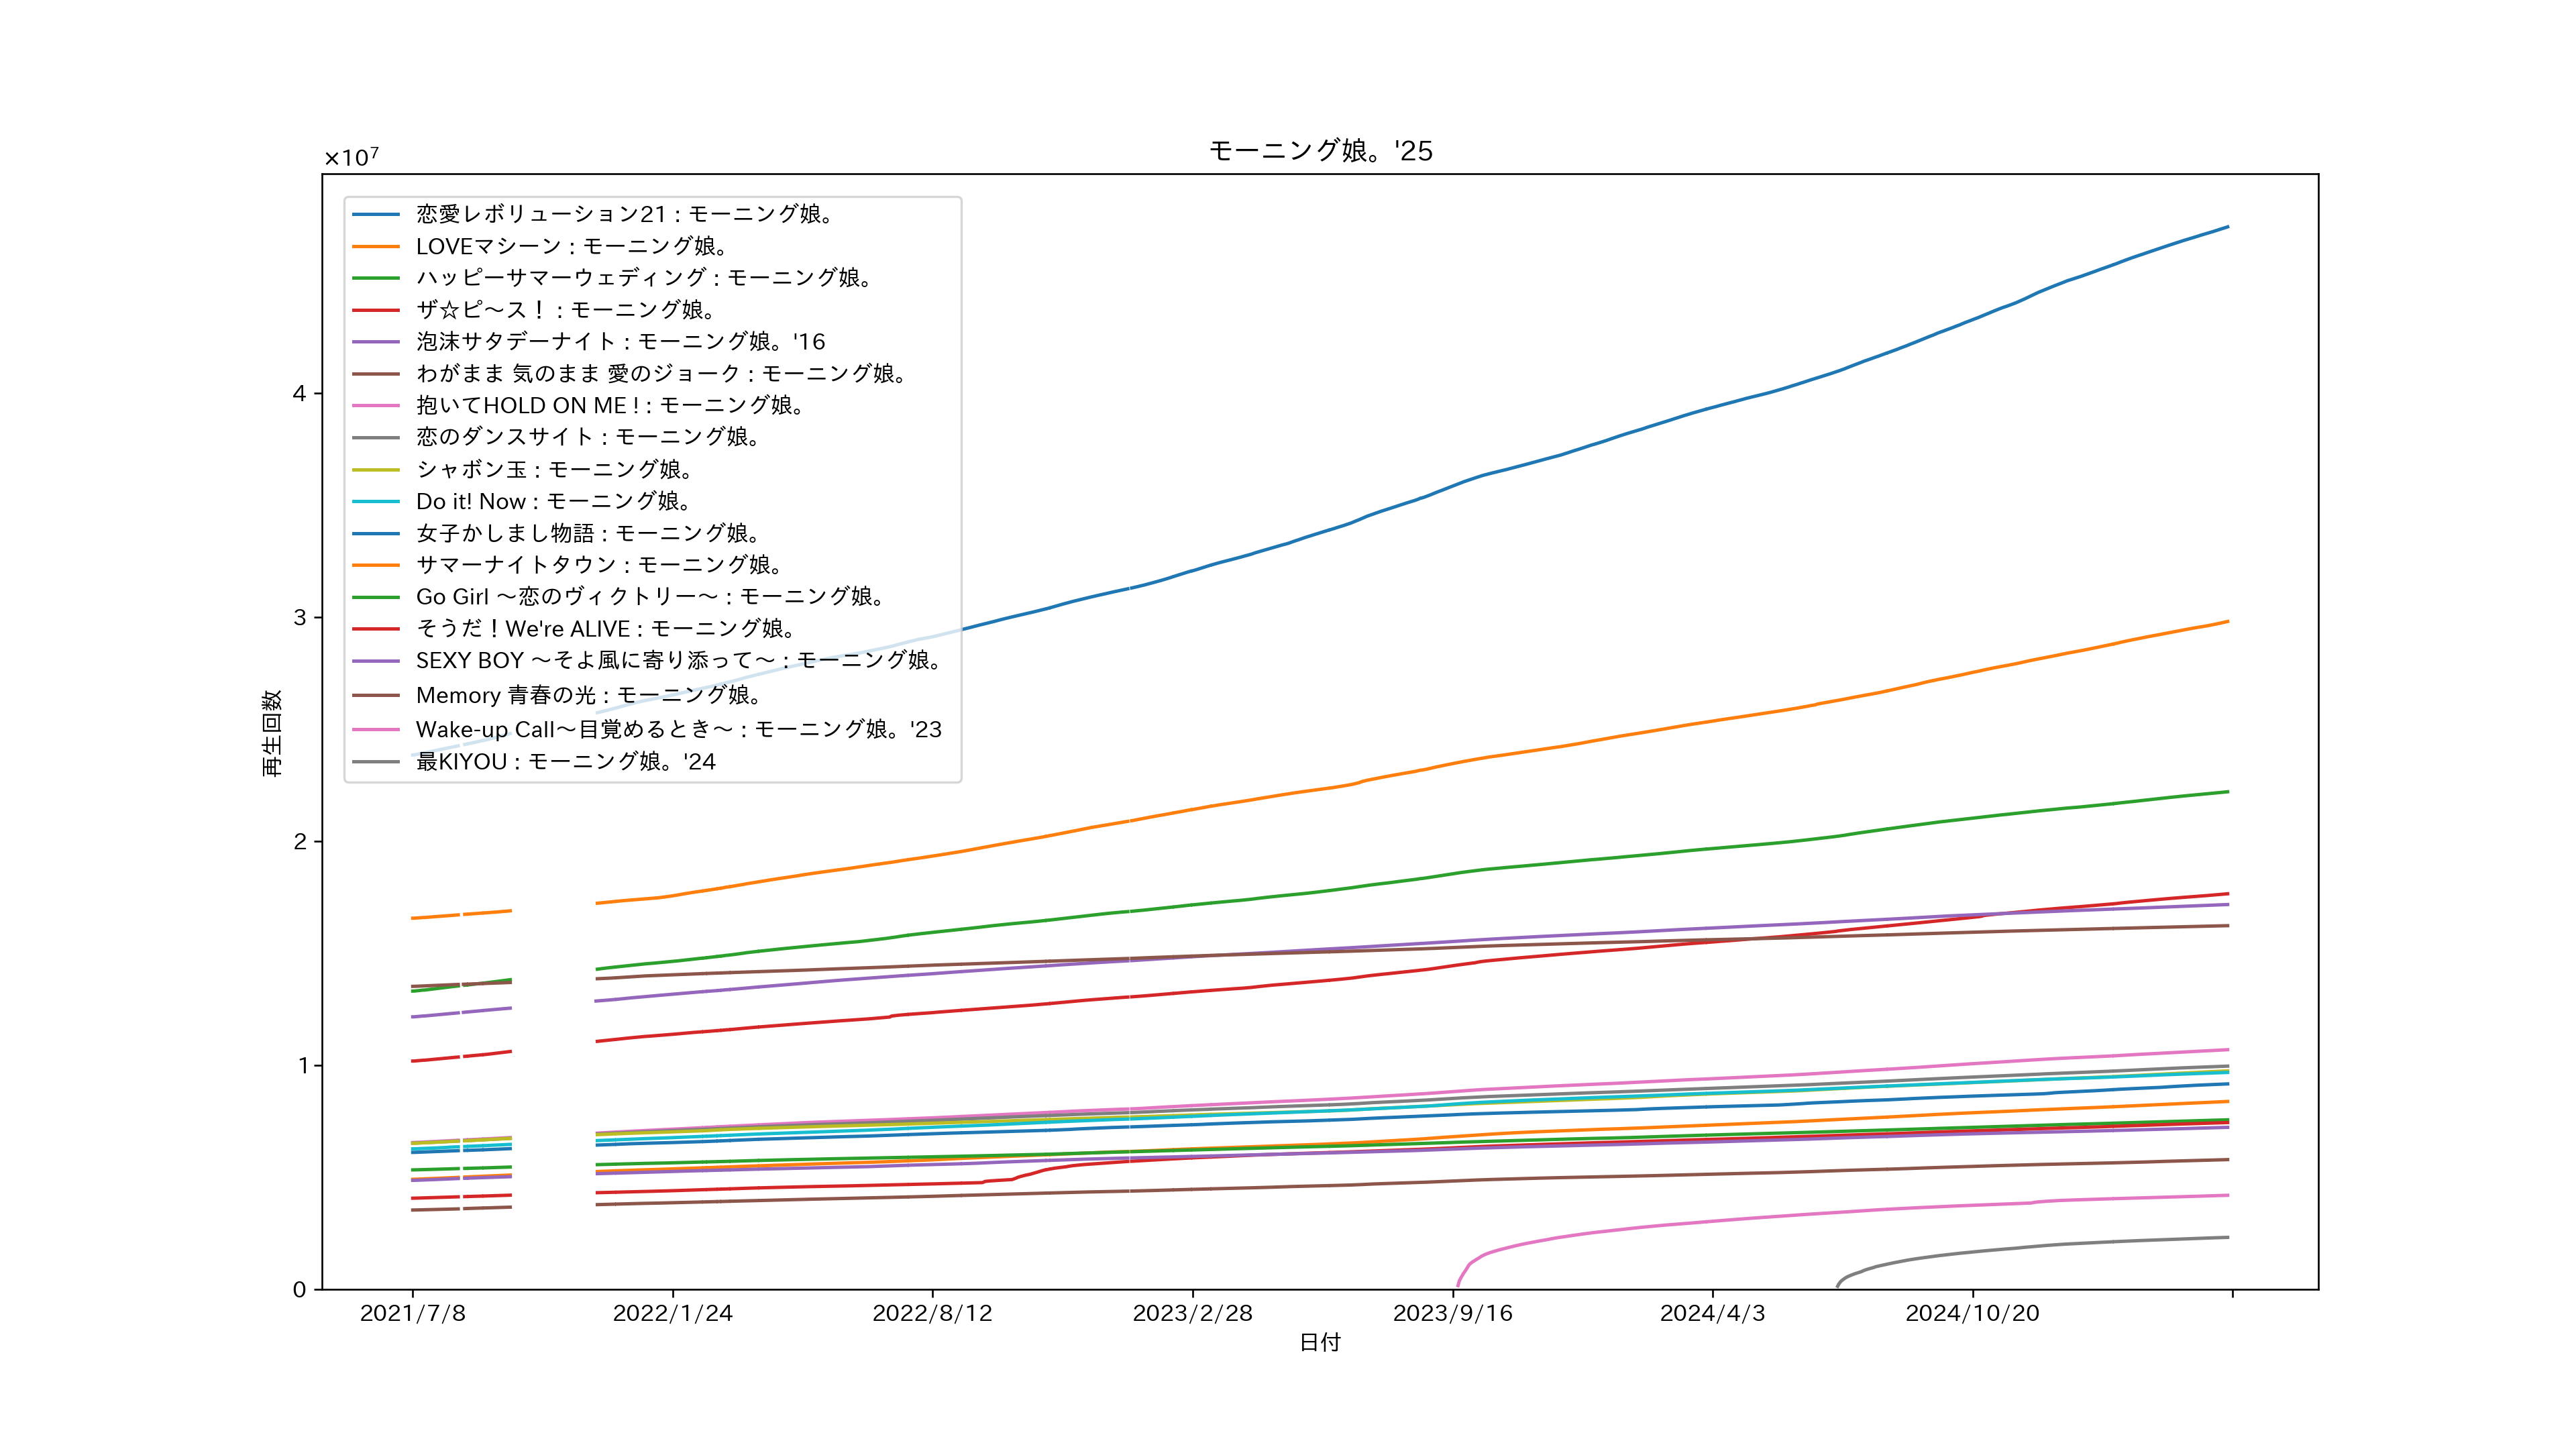 モーニング娘。'25
×10⁷
恋愛レボリューション21 : モーニング娘。
LOVEマシーン : モーニング娘。
ハッピーサマーウェディング : モーニング娘。
ザ☆ピ〜ス! : モーニング娘。
泡沫サタデーナイト : モーニング娘。'16
わがまま 気のまま 愛のジョーク : モーニング娘。
抱いてHOLD ON ME ! : モーニング娘。
恋のダンスサイト : モーニング娘。
シャボン玉 : モーニング娘。
Do it! Now : モーニング娘。
女子かしまし物語 : モーニング娘。
サマーナイトタウン : モーニング娘。
Go Girl 〜恋のヴィクトリー〜 : モーニング娘。
そうだ！We're ALIVE : モーニング娘。
SEXY BOY 〜そよ風に寄り添って〜 : モーニング娘。
Memory 青春の光 : モーニング娘。
Wake-up Call〜目覚めるとき〜 : モーニング娘。'23
最KIYOU : モーニング娘。'24
再生回数
4
3
2
1
0
2021/7/8 2022/1/24 2022/8/12 2023/2/28 2023/9/16 2024/4/3 2024/10/20
日付